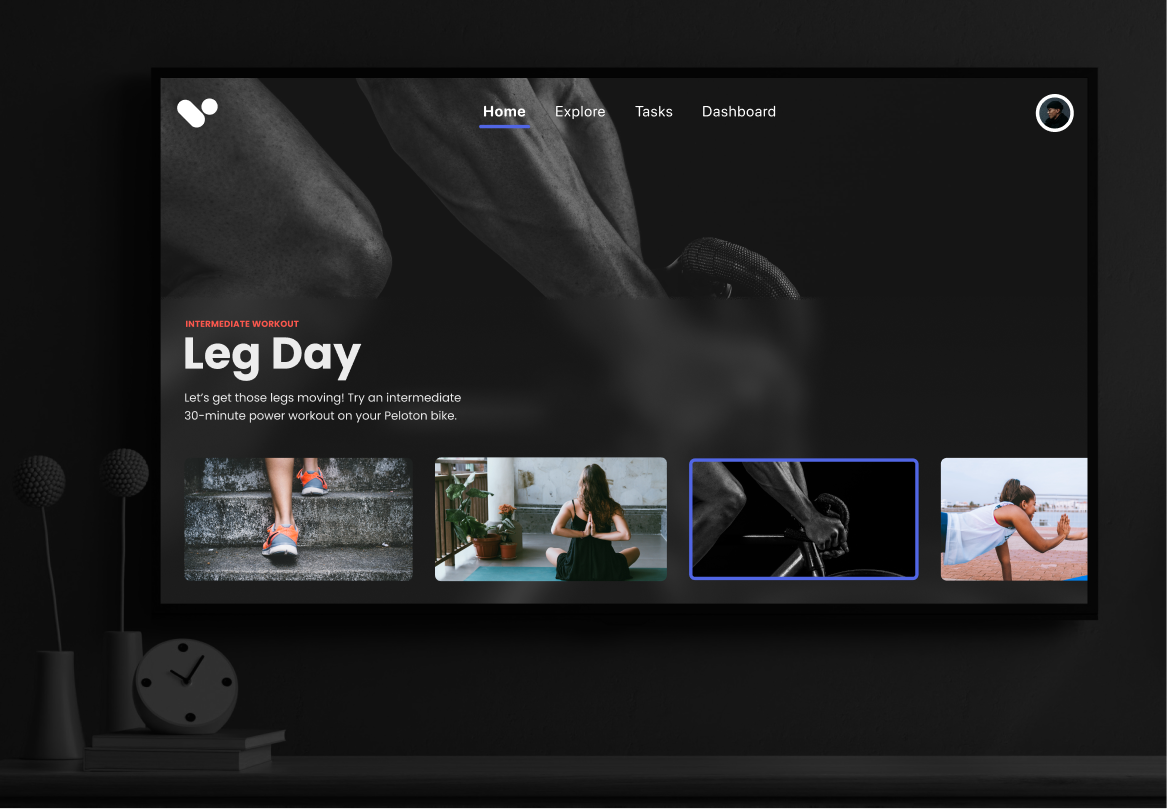 Home
Explore
Tasks
Dashboard
INTERMEDIATE WORKOUT
Leg Day
Let's get those legs moving! Try an intermediate
30-minute power workout on your Peloton bike.